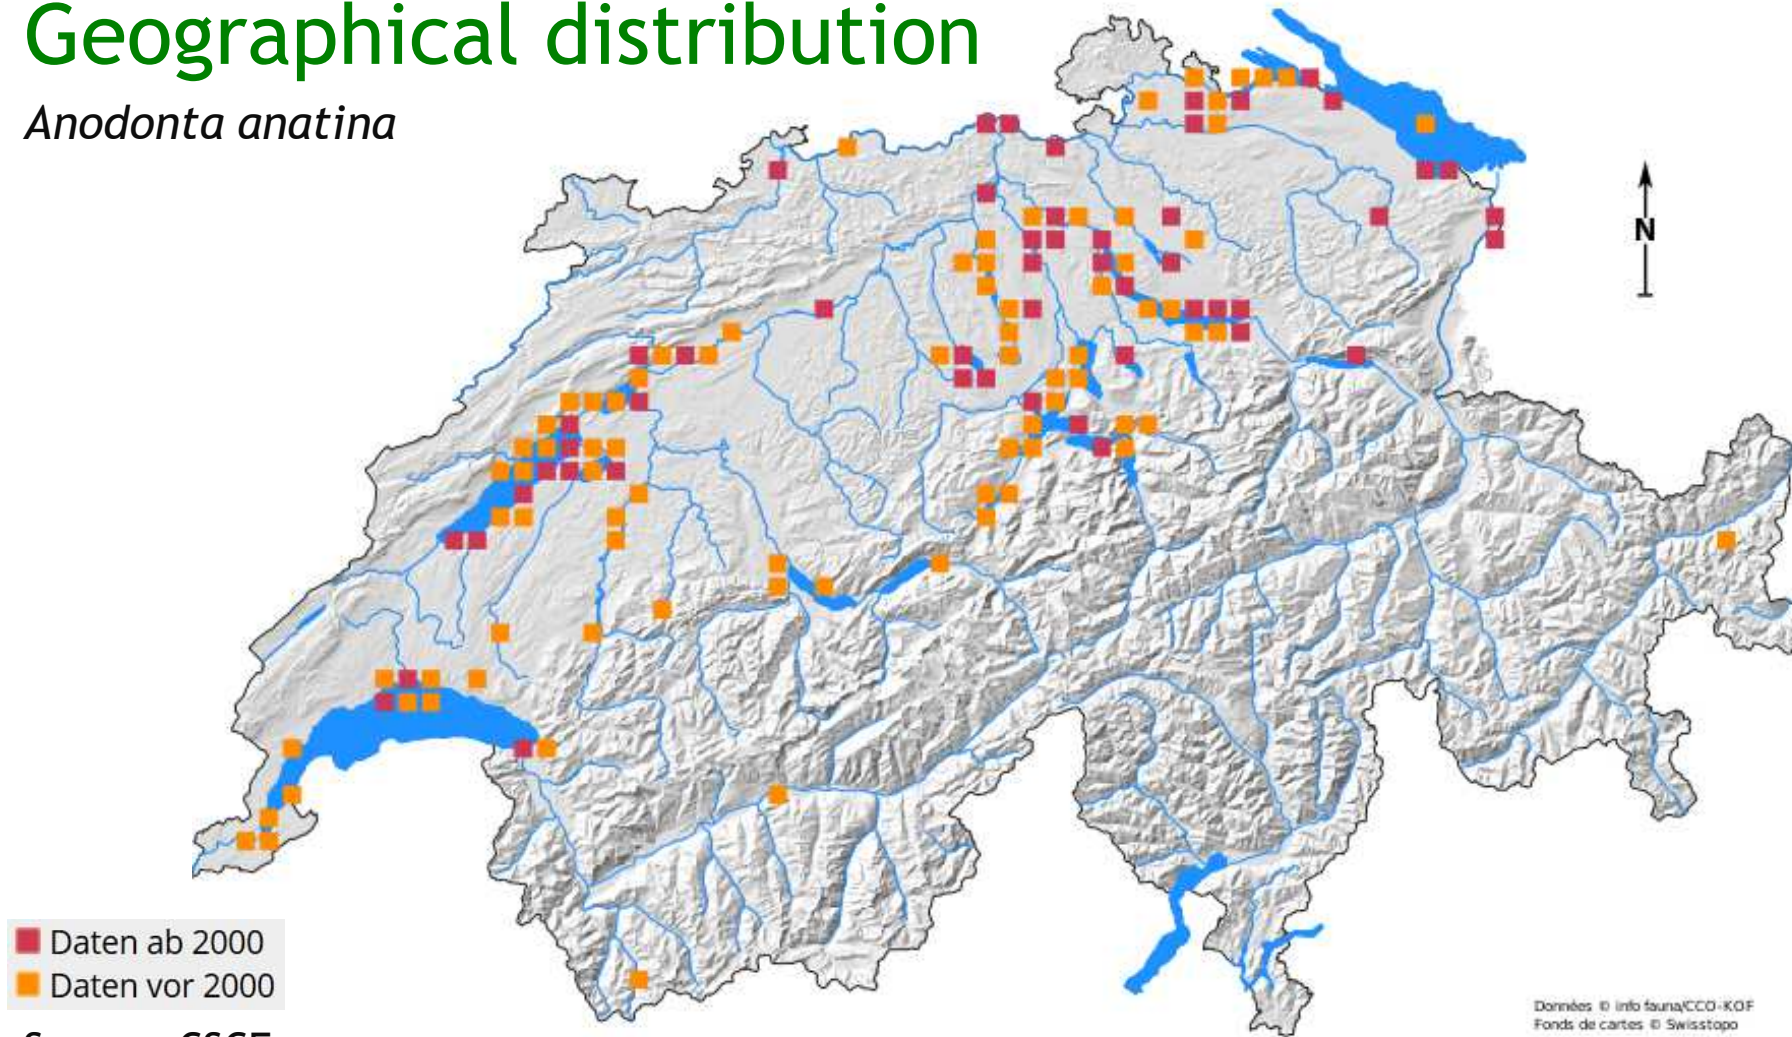 Geographical distribution
Anodonta anatina
N
Daten ab 2000
Daten vor 2000
Données © info fauna/CCO-KOF
Fonds de cartes © Swisstopo